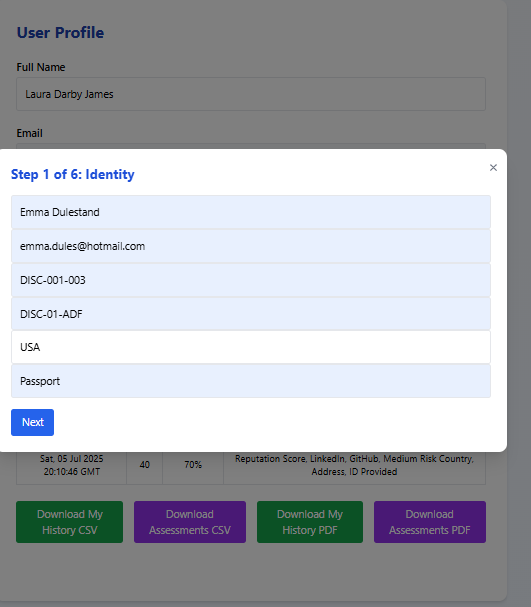 User Profile
Full Name
Laura Darby James
Email
Step 1 of 6: Identity
×
Emma Dulestand
emma.dules@hotmail.com
DISC-001-003
DISC-01-ADF
USA
Passport
Next
Sat, 05 Jul 2025
20:10:46 GMT
40
70%
Reputation Score, LinkedIn, GitHub, Medium Risk Country,
Address, ID Provided
Download My
History CSV
Download
Assessments CSV
Download My
History PDF
Download
Assessments PDF